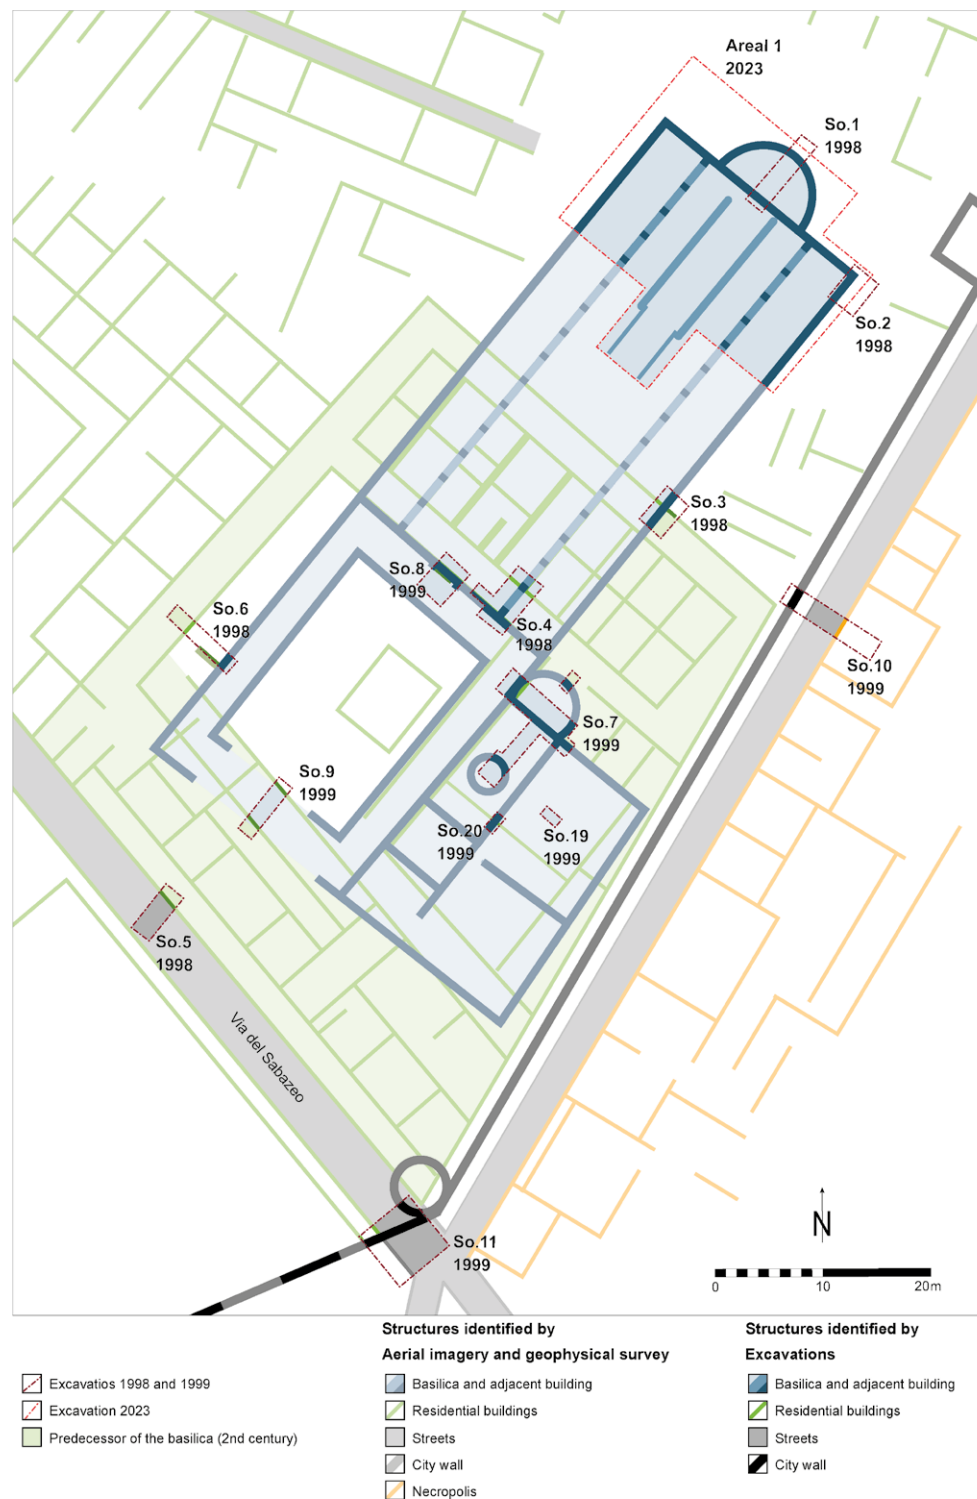 Areal 1
2023
So.1
1998
So.2
1998
So.3
1998
So.8
1999
So.4
1998
So.6
1998
So.10
1999
So.7
1999
So.9
1999
So.20
1999
So.19
1999
So.5
1998
Via del Sabazeo
So.11
1999
N
0
10
20m
Structures identified by
Aerial imagery and geophysical survey
Structures identified by
Excavations
Excavatios 1998 and 1999
Excavation 2023
Predecessor of the basilica (2nd century)
Basilica and adjacent building
Residential buildings
Streets
City wall
Necropolis
Basilica and adjacent building
Residential buildings
Streets
City wall